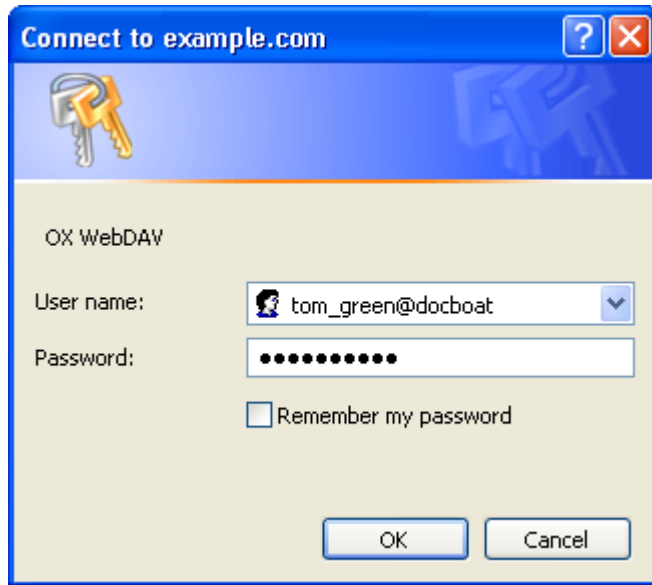 Connect to example.com
OX WebDAV
User name:
tom_green@docboat
Password:
●●●●●●●●●●
Remember my password
OK
Cancel